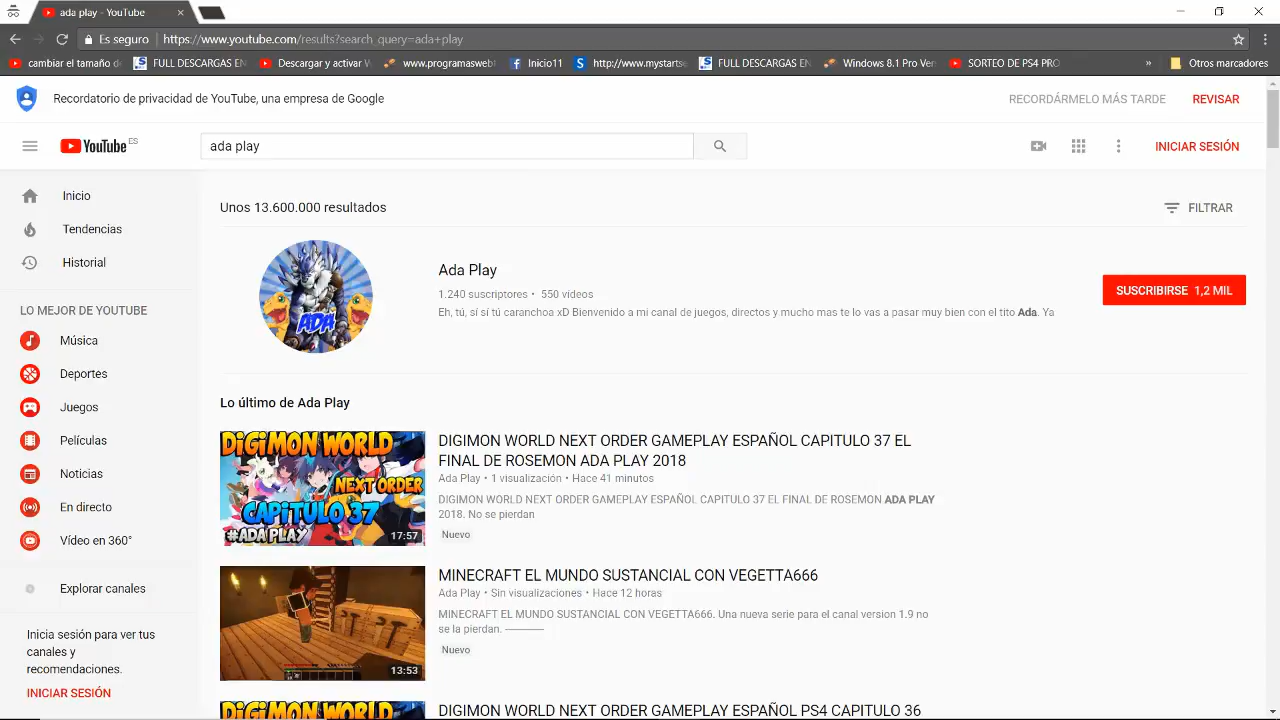 ada play - YouTube
Es seguro | https://www.youtube.com/results?search_query=ada+play
cambiar el tamaño d FULL DESCARGAS EN Descargar y activar W www.programasweb Inicio11 http://www.mystarts FULL DESCARGAS EN Windows 8.1 Pro Ver SORTEO DE PS4 PRO » Otros marcadores
Recordatorio de privacidad de YouTube, una empresa de Google RECORDÁRMELO MÁS TARDE REVISAR
YouTube ES ada play INICIAR SESIÓN
Inicio
Tendencias
Historial
LO MEJOR DE YOUTUBE
Música
Deportes
Juegos
Películas
Noticias
En directo
Vídeo en 360°
Explorar canales
Inicia sesión para ver tus
canales y
recomendaciones.
INICIAR SESIÓN
Unos 13.600.000 resultados FILTRAR
ADA
Ada Play
1.240 suscriptores • 550 vídeos
Eh, tú, sí sí tú caranchoa xD Bienvenido a mi canal de juegos, directos y mucho mas te lo vas a pasar muy bien con el tito Ada. Ya
SUSCRIBIRSE 1,2 MIL
Lo último de Ada Play
DIGIMON WORLD
NEXT ORDER
CAPITULO 37
#ADA PLAY
17:57
DIGIMON WORLD NEXT ORDER GAMEPLAY ESPAÑOL CAPITULO 37 EL
FINAL DE ROSEMON ADA PLAY 2018
Ada Play • 1 visualización • Hace 41 minutos
DIGIMON WORLD NEXT ORDER GAMEPLAY ESPAÑOL CAPITULO 37 EL FINAL DE ROSEMON ADA PLAY
2018. No se pierdan
Nuevo
13:53
MINECRAFT EL MUNDO SUSTANCIAL CON VEGETTA666
Ada Play • Sin visualizaciones • Hace 12 horas
MINECRAFT EL MUNDO SUSTANCIAL CON VEGETTA666. Una nueva serie para el canal version 1.9 no
se la pierdan. ————
Nuevo
DIGIMON WORLD
DIGIMON WORLD NEXT ORDER GAMEPLAY ESPAÑOL PS4 CAPITULO 36